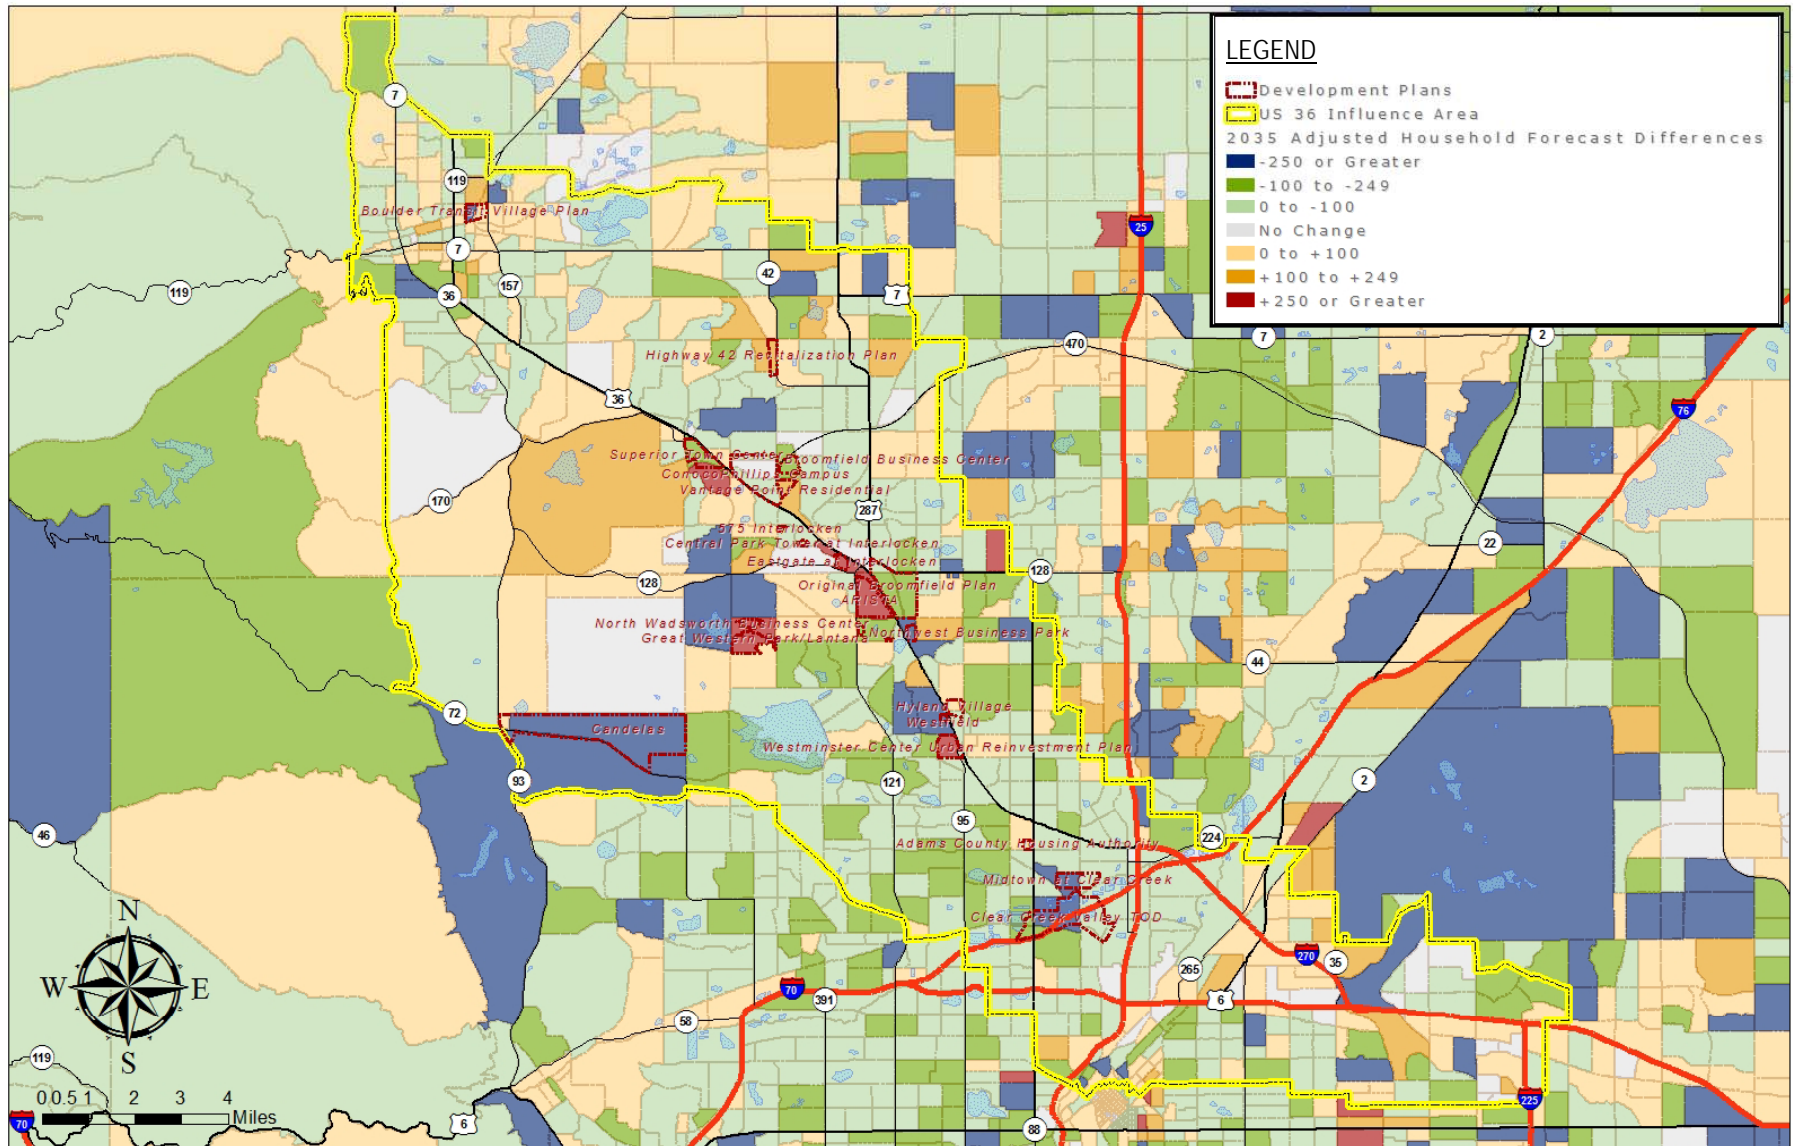 LEGEND
Development Plans
US 36 Influence Area
2035 Adjusted Household Forecast Differences
-250 or Greater
-100 to -249
0 to -100
No Change
0 to +100
+100 to +249
+250 or Greater
7
119
Boulder Transit Village Plan
25
7
42
119
157
36
7
2
7
470
Highway 42 Revitalization Plan
36
76
Superior Town Center
Broomfield Business Center
ConocoPhillips Campus
Vantage Point Residential
170
287
575 Interlocken
Central Park Tower at Interlocken
22
Eastgate at Interlocken
128
128
Original Broomfield Plan
ARISTA
North Wadsworth Business Center
Northwest Business Park
Great Western Park/Lantana
44
72
Hyland Village
Westfield
Candelas
Westminster Center Urban Reinvestment Plan
93
121
2
95
46
224
Adams County Housing Authority
Midtown at Clear Creek
Clear Creek Valley TOD
N
W
E
S
270
35
265
70
391
6
58
119
0 0.5 1 2 3 4
Miles
225
70
6
88